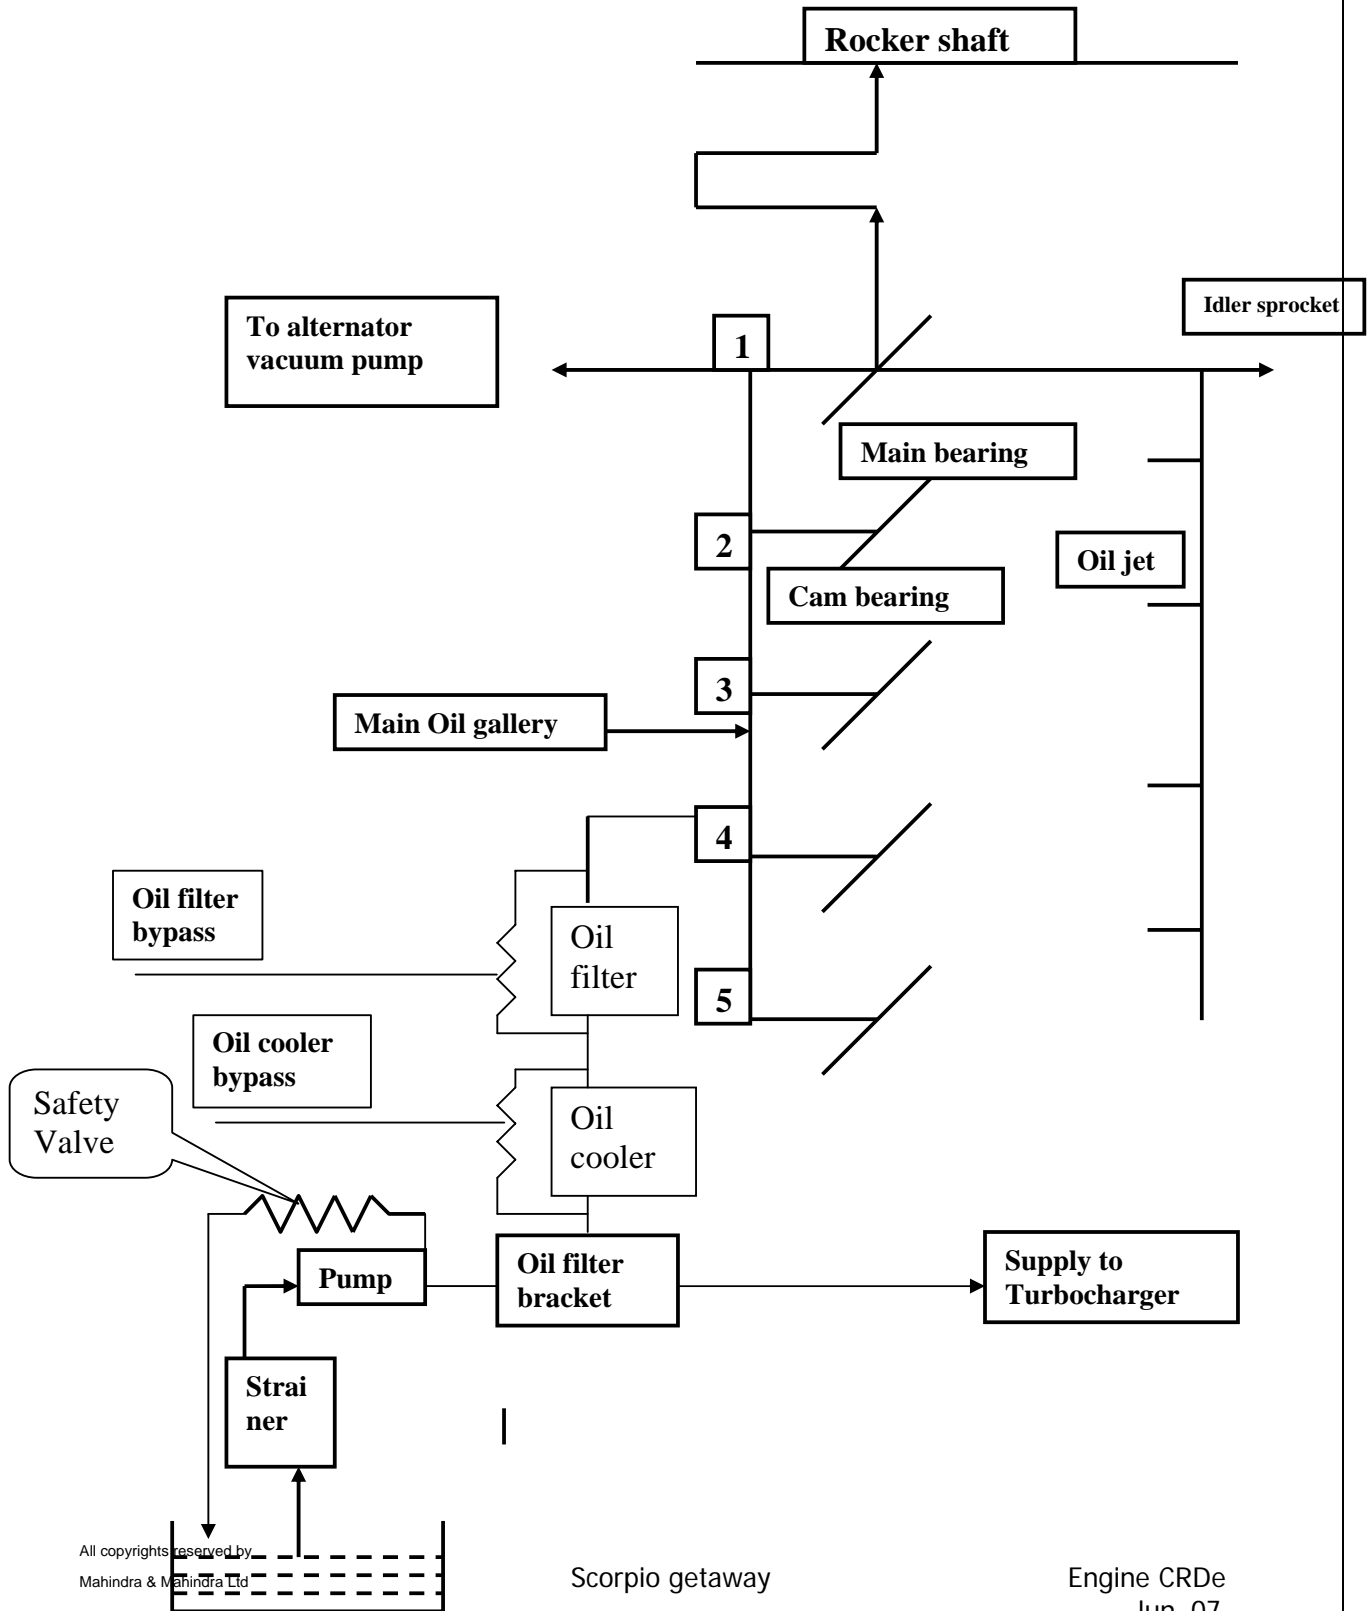 Rocker shaft
Idler sprocket
To alternator
vacuum pump
1
Main bearing
2
Oil jet
Cam bearing
3
Main Oil gallery
4
Oil filter
bypass
Oil
filter
5
Oil cooler
bypass
Safety
Valve
Oil
cooler
Pump
Oil filter
bracket
Supply to
Turbocharger
Strai
ner
All copyrights reserved by
Mahindra & Mahindra Ltd
Scorpio getaway
Engine CRDe
Jun 07